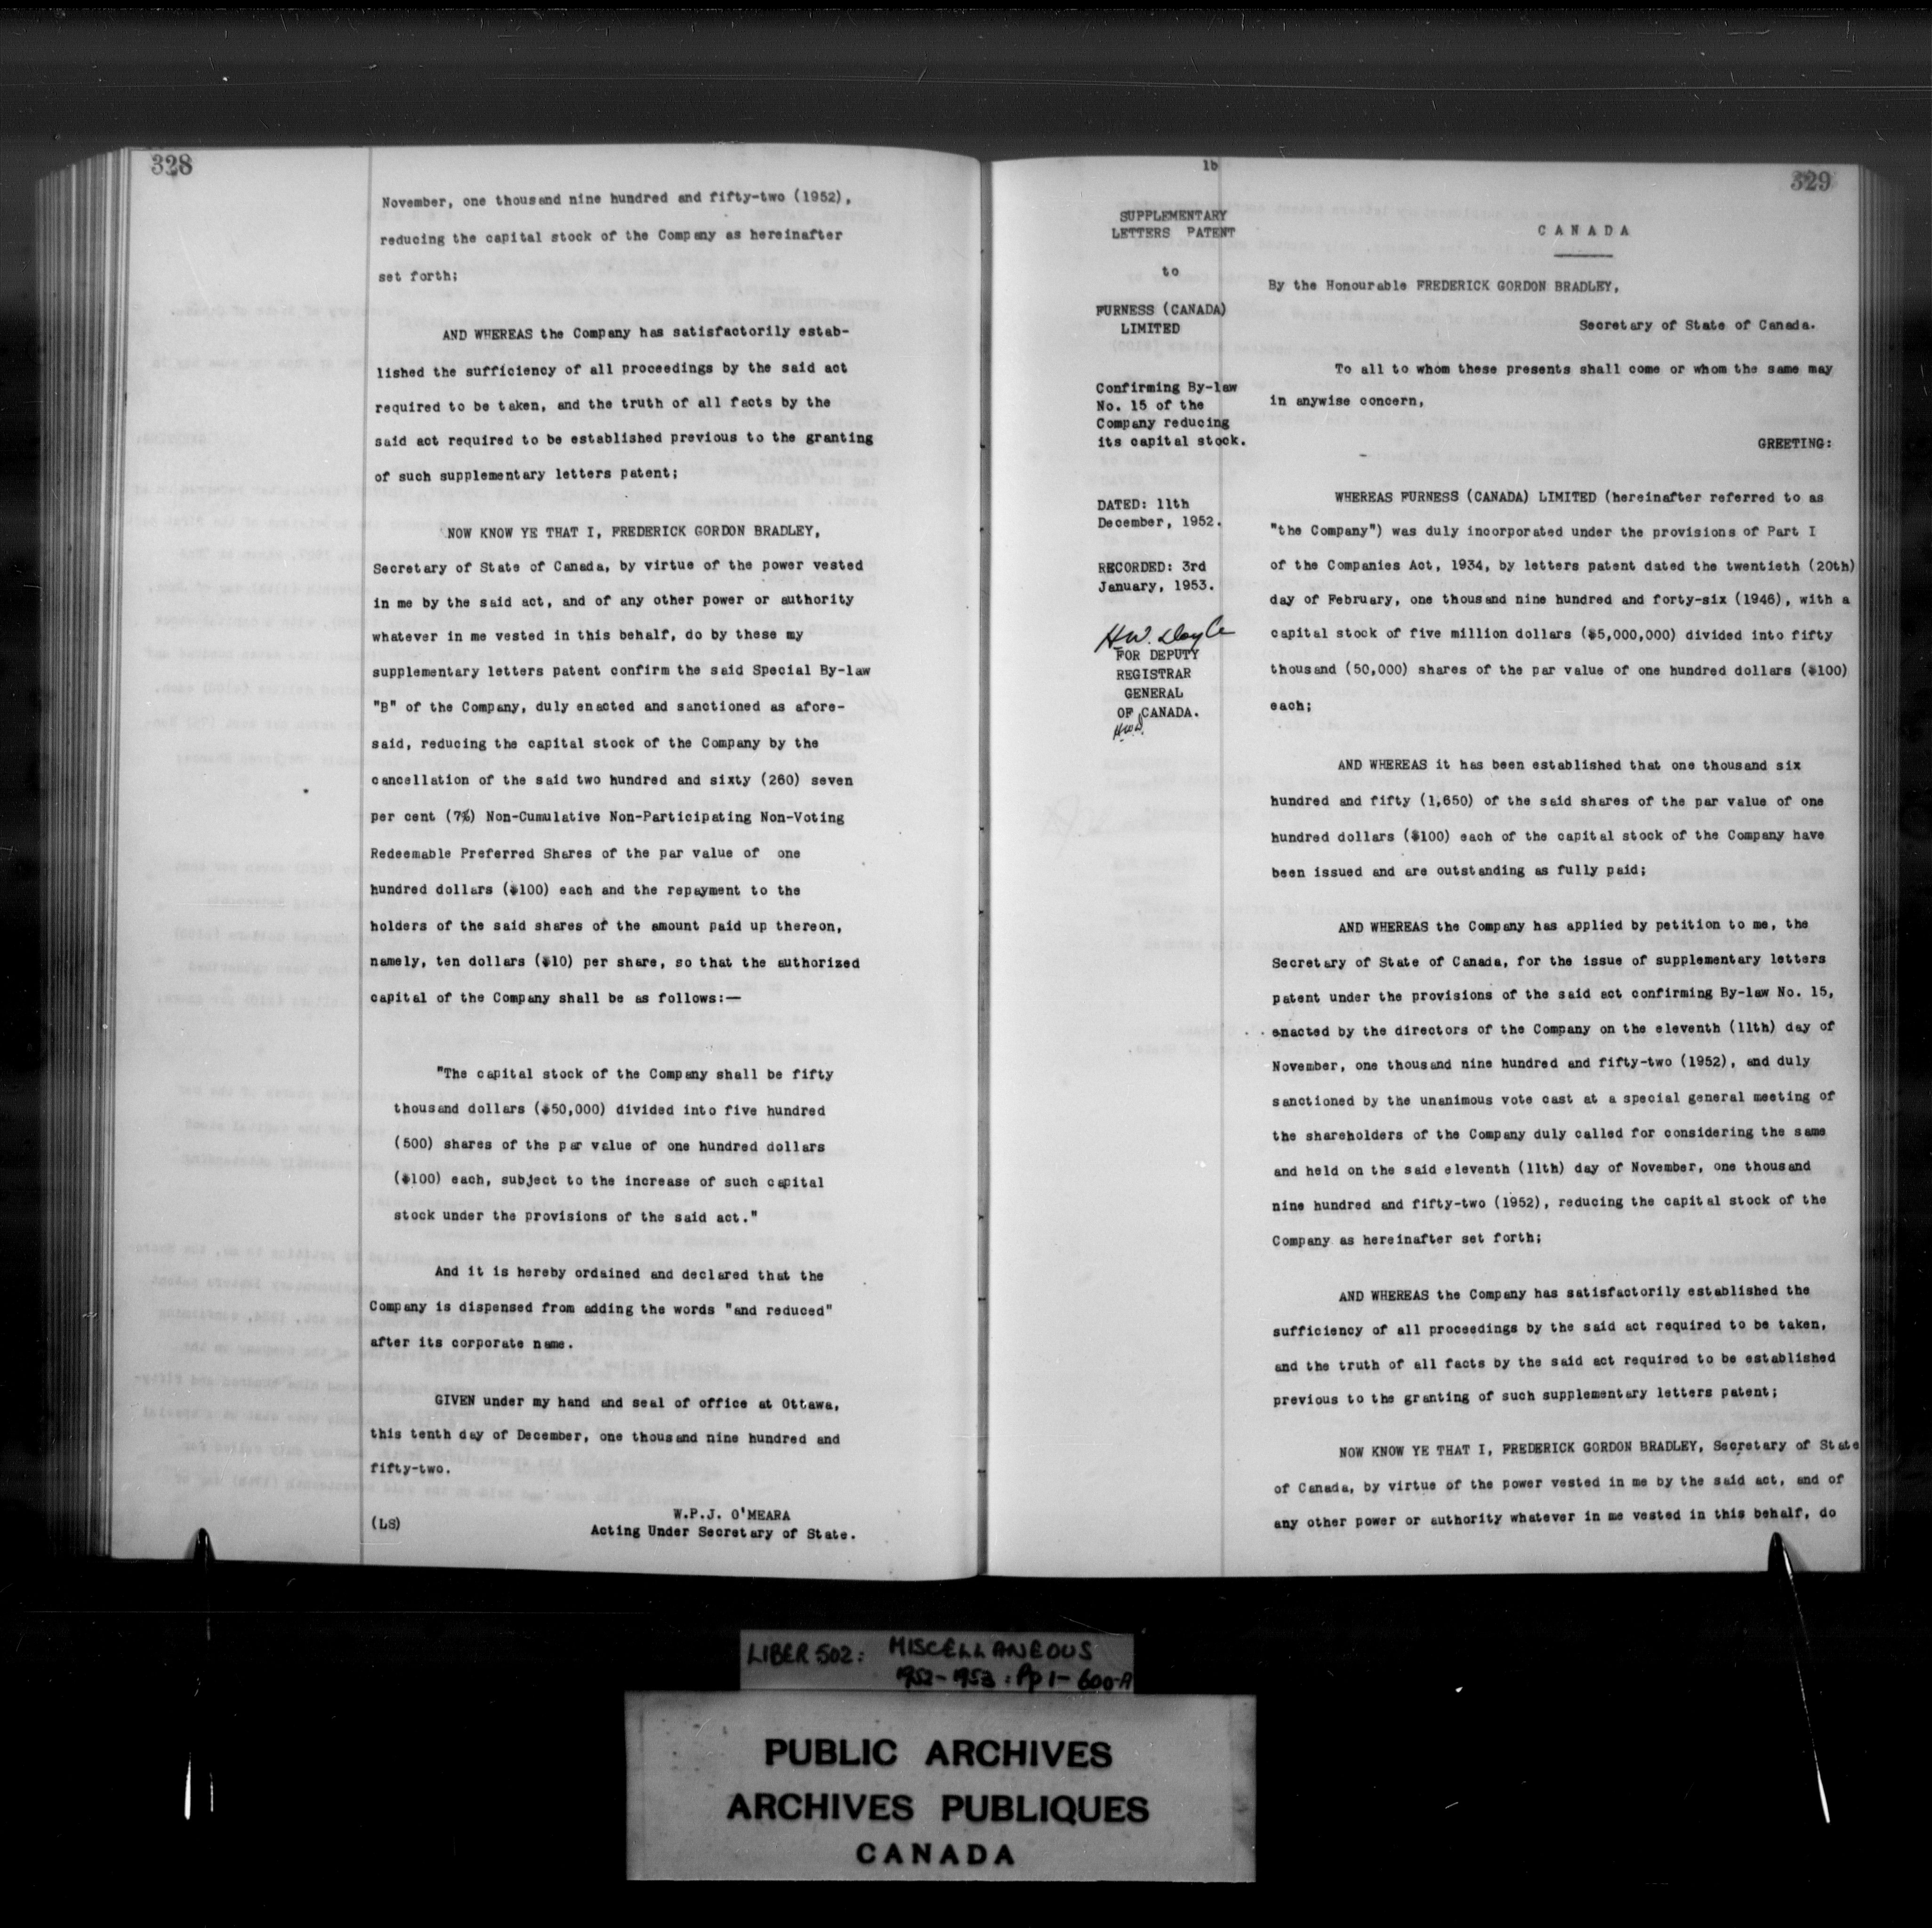 328
November, one thousand nine hundred and fifty-two (1952),
reducing the capital stock of the Company as hereinafter
set forth;
AND WHEREAS the Company has satisfactorily estab-
lished the sufficiency of all proceedings by the said act
required to be taken, and the truth of all facts by the
said act required to be established previous to the granting
of such supplementary letters patent;
NOW KNOW YE THAT I, FREDERICK GORDON BRADLEY,
Secretary of State of Canada, by virtue of the power vested
in me by the said act, and of any other power or authority
whatever in me vested in this behalf, do by these my
supplementary letters patent confirm the said Special By-law
"B" of the Company, duly enacted and sanctioned as afore-
said, reducing the capital stock of the Company by the
cancellation of the said two hundred and sixty (260) seven
per cent (7%) Non-Cumulative Non-Participating Non-Voting
Redeemable Preferred Shares of the par value of one
hundred dollars ($100) each and the repayment to the
holders of the said shares of the amount paid up thereon,
namely, ten dollars ($10) per share, so that the authorized
capital of the Company shall be as follows:—
"The capital stock of the Company shall be fifty
thousand dollars ($50,000) divided into five hundred
(500) shares of the par value of one hundred dollars
($100) each, subject to the increase of such capital
stock under the provisions of the said act."
And it is hereby ordained and declared that the
Company is dispensed from adding the words "and reduced"
after its corporate name.
GIVEN under my hand and seal of office at Ottawa,
this tenth day of December, one thousand nine hundred and
fifty-two.
W.P.J. O'MEARA
(LS)
Acting Under Secretary of State.
1b
329
SUPPLEMENTARY
LETTERS PATENT
to
FURNESS (CANADA)
LIMITED
Confirming By-law
No. 15 of the
Company reducing
its capital stock.
DATED: 11th
December, 1952.
RECORDED: 3rd
January, 1953.
H.W. Doyle
FOR DEPUTY
REGISTRAR
GENERAL
OF CANADA.
H.W.D.
CANADA
By the Honourable FREDERICK GORDON BRADLEY,
Secretary of State of Canada.
To all to whom these presents shall come or whom the same may
in anywise concern,
GREETING:
WHEREAS FURNESS (CANADA) LIMITED (hereinafter referred to as
"the Company") was duly incorporated under the provisions of Part I
of the Companies Act, 1934, by letters patent dated the twentieth (20th)
day of February, one thousand nine hundred and forty-six (1946), with a
capital stock of five million dollars ($5,000,000) divided into fifty
thousand (50,000) shares of the par value of one hundred dollars ($100)
each;
AND WHEREAS it has been established that one thousand six
hundred and fifty (1,650) of the said shares of the par value of one
hundred dollars ($100) each of the capital stock of the Company have
been issued and are outstanding as fully paid;
AND WHEREAS the Company has applied by petition to me, the
Secretary of State of Canada, for the issue of supplementary letters
patent under the provisions of the said act confirming By-law No. 15,
enacted by the directors of the Company on the eleventh (11th) day of
November, one thousand nine hundred and fifty-two (1952), and duly
sanctioned by the unanimous vote cast at a special general meeting of
the shareholders of the Company duly called for considering the same
and held on the said eleventh (11th) day of November, one thousand
nine hundred and fifty-two (1952), reducing the capital stock of the
Company as hereinafter set forth;
AND WHEREAS the Company has satisfactorily established the
sufficiency of all proceedings by the said act required to be taken,
and the truth of all facts by the said act required to be established
previous to the granting of such supplementary letters patent;
NOW KNOW YE THAT I, FREDERICK GORDON BRADLEY, Secretary of State
of Canada, by virtue of the power vested in me by the said act, and of
any other power or authority whatever in me vested in this behalf, do
LIBER 502: MISCELLANEOUS
1952-1953: Pp 1-600-A
PUBLIC ARCHIVES
ARCHIVES PUBLIQUES
CANADA